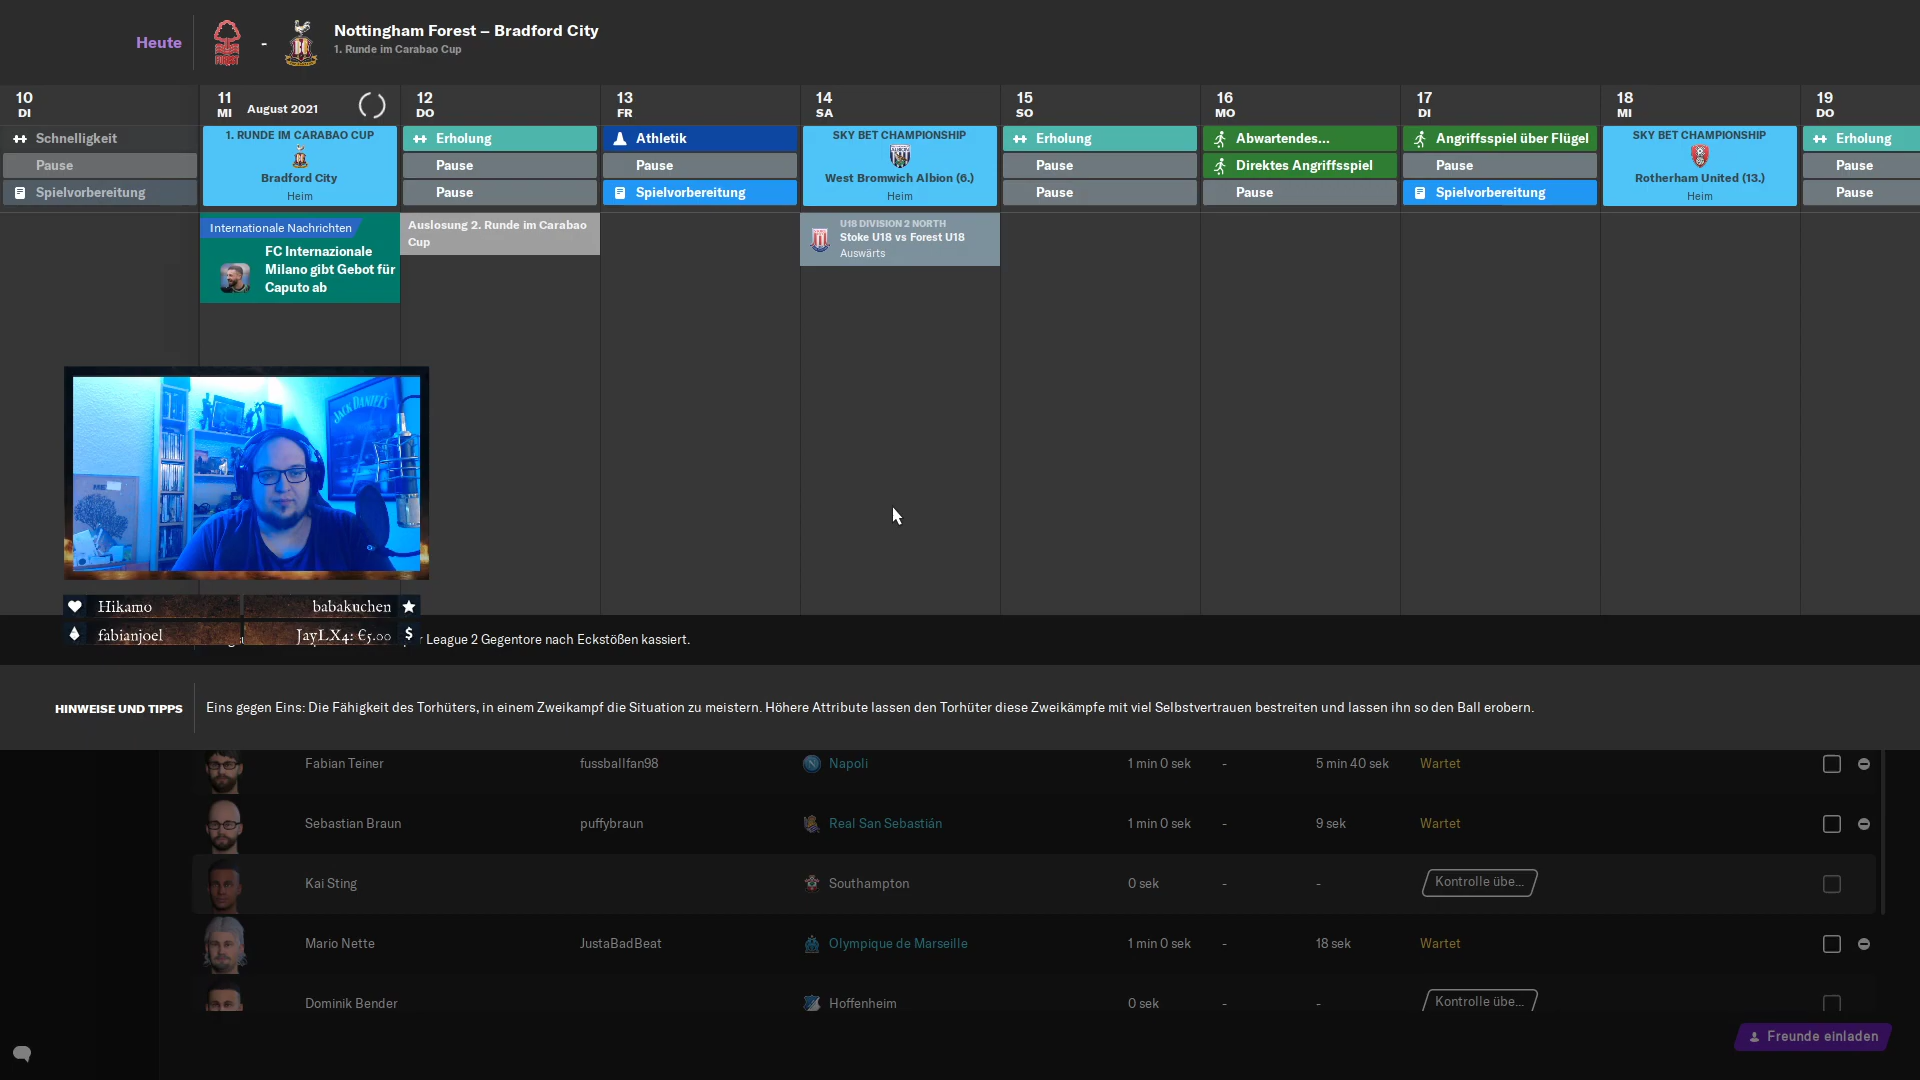 Heute
-
Nottingham Forest – Bradford City
1. Runde im Carabao Cup
10
DI
Schnelligkeit
Pause
Spielvorbereitung
11
MI
August 2021
1. RUNDE IM CARABAO CUP
Bradford City
Heim
Internationale Nachrichten
FC Internazionale
Milano gibt Gebot für
Caputo ab
12
DO
Erholung
Pause
Pause
Auslosung 2. Runde im Carabao
Cup
13
FR
Athletik
Pause
Spielvorbereitung
14
SA
SKY BET CHAMPIONSHIP
West Bromwich Albion (6.)
Heim
U18 DIVISION 2 NORTH
Stoke U18 vs Forest U18
Auswärts
15
SO
Erholung
Pause
Pause
16
MO
Abwartendes...
Direktes Angriffsspiel
Pause
17
DI
Angriffsspiel über Flügel
Pause
Spielvorbereitung
18
MI
SKY BET CHAMPIONSHIP
Rotherham United (13.)
Heim
19
DO
Erholung
Pause
Pause
JACK DANIEL'S
Hikamo
babakuchen
fabianjoel
JayLX4: €5.00
$
League 2 Gegentore nach Eckstößen kassiert.
HINWEISE UND TIPPS
Eins gegen Eins: Die Fähigkeit des Torhüters, in einem Zweikampf die Situation zu meistern. Höhere Attribute lassen den Torhüter diese Zweikämpfe mit viel Selbstvertrauen bestreiten und lassen ihn so den Ball erobern.
Fabian Teiner fussballfan98 Napoli 1 min 0 sek - 5 min 40 sek Wartet
Sebastian Braun puffybraun Real San Sebastián 1 min 0 sek - 9 sek Wartet
Kai Sting Southampton 0 sek - - Kontrolle übe...
Mario Nette JustaBadBeat Olympique de Marseille 1 min 0 sek - 18 sek Wartet
Dominik Bender Hoffenheim 0 sek - - Kontrolle übe...
Freunde einladen